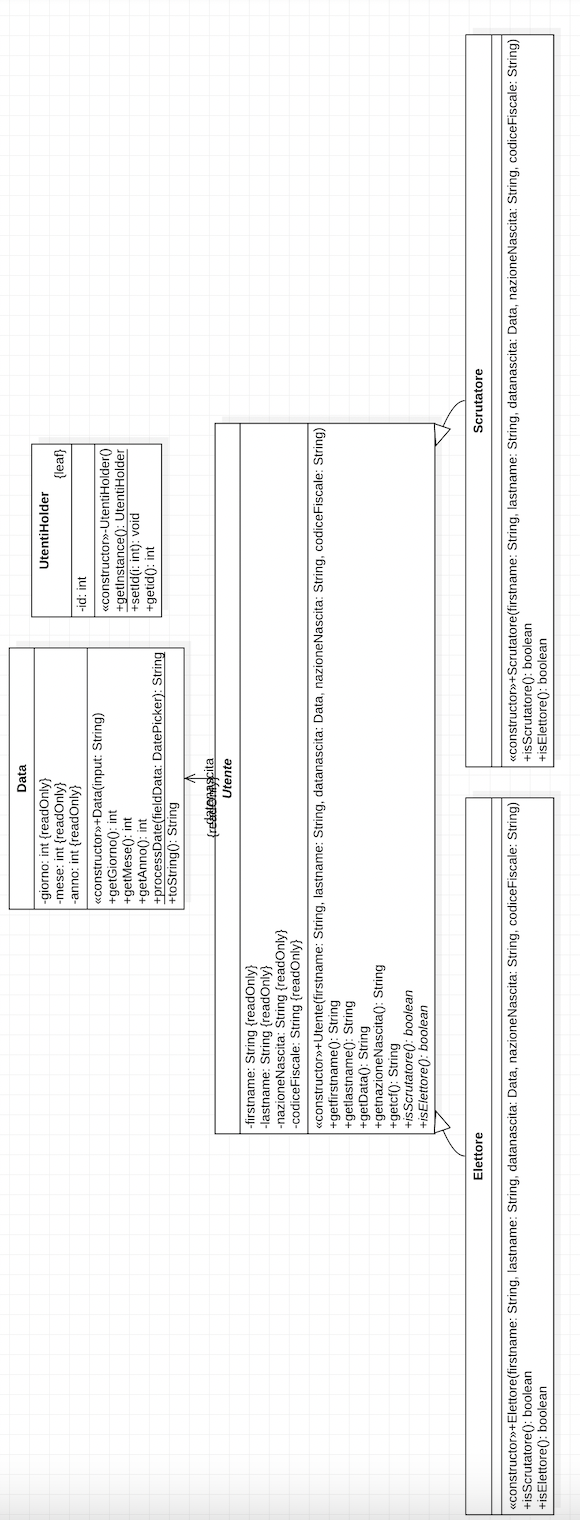 Data
-giorno: int {readOnly}
-mese: int {readOnly}
-anno: int {readOnly}
«constructor»+Data(input: String)
+getGiorno(): int
+getMese(): int
+getAnno(): int
+processDate(fieldData: DatePicker): String
+toString(): String
UtentiHolder
{leaf}
-id: int
«constructor»-UtentiHolder()
+getInstance(): UtentiHolder
+setId(i: int): void
+getid(): int
-datanascita
{readOnly}
Utente
-firstname: String {readOnly}
-lastname: String {readOnly}
-nazioneNascita: String {readOnly}
-codiceFiscale: String {readOnly}
«constructor»+Utente(firstname: String, lastname: String, datanascita: Data, nazioneNascita: String, codiceFiscale: String)
+getfirstname(): String
+getlastname(): String
+getData(): String
+getnazioneNascita(): String
+getcf(): String
+isScrutatore(): boolean
+isElettore(): boolean
Elettore
«constructor»+Elettore(firstname: String, lastname: String, datanascita: Data, nazioneNascita: String, codiceFiscale: String)
+isScrutatore(): boolean
+isElettore(): boolean
Scrutatore
«constructor»+Scrutatore(firstname: String, lastname: String, datanascita: Data, nazioneNascita: String, codiceFiscale: String)
+isScrutatore(): boolean
+isElettore(): boolean